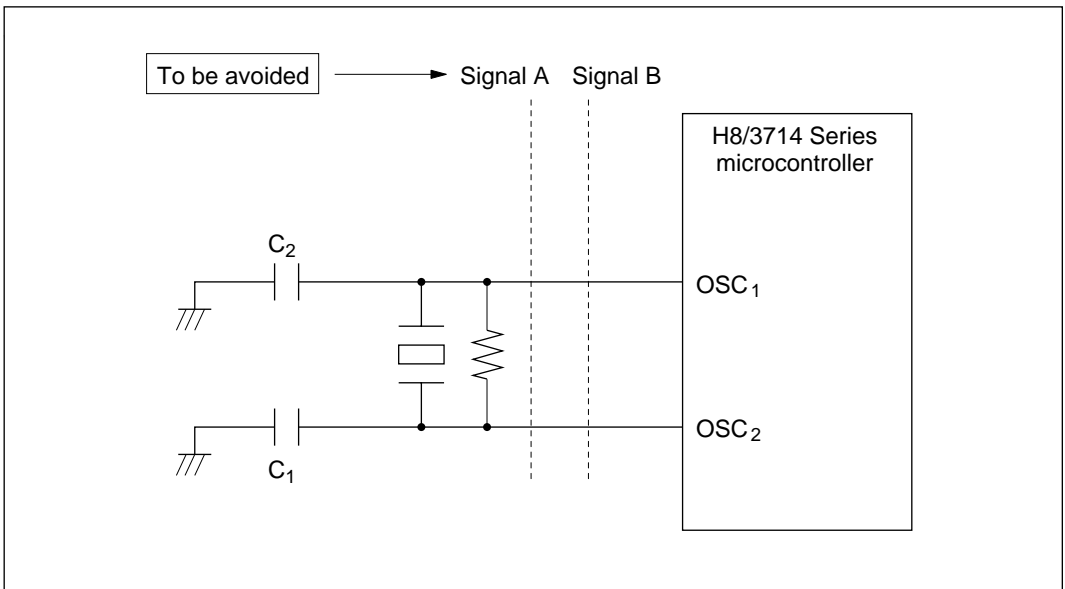 To be avoided
Signal A Signal B
H8/3714 Series
microcontroller
C2
OSC1
OSC2
C1